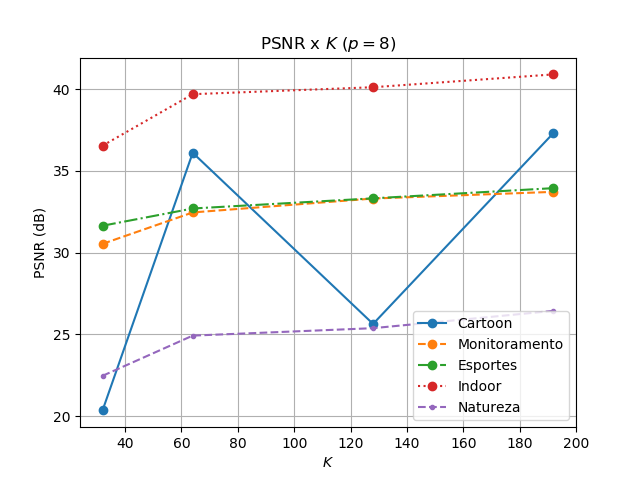 PSNR x K (p = 8)
PSNR (dB)
40
35
30
25
20
40 60 80 100 120 140 160 180 200
K
Cartoon
Monitoramento
Esportes
Indoor
Natureza